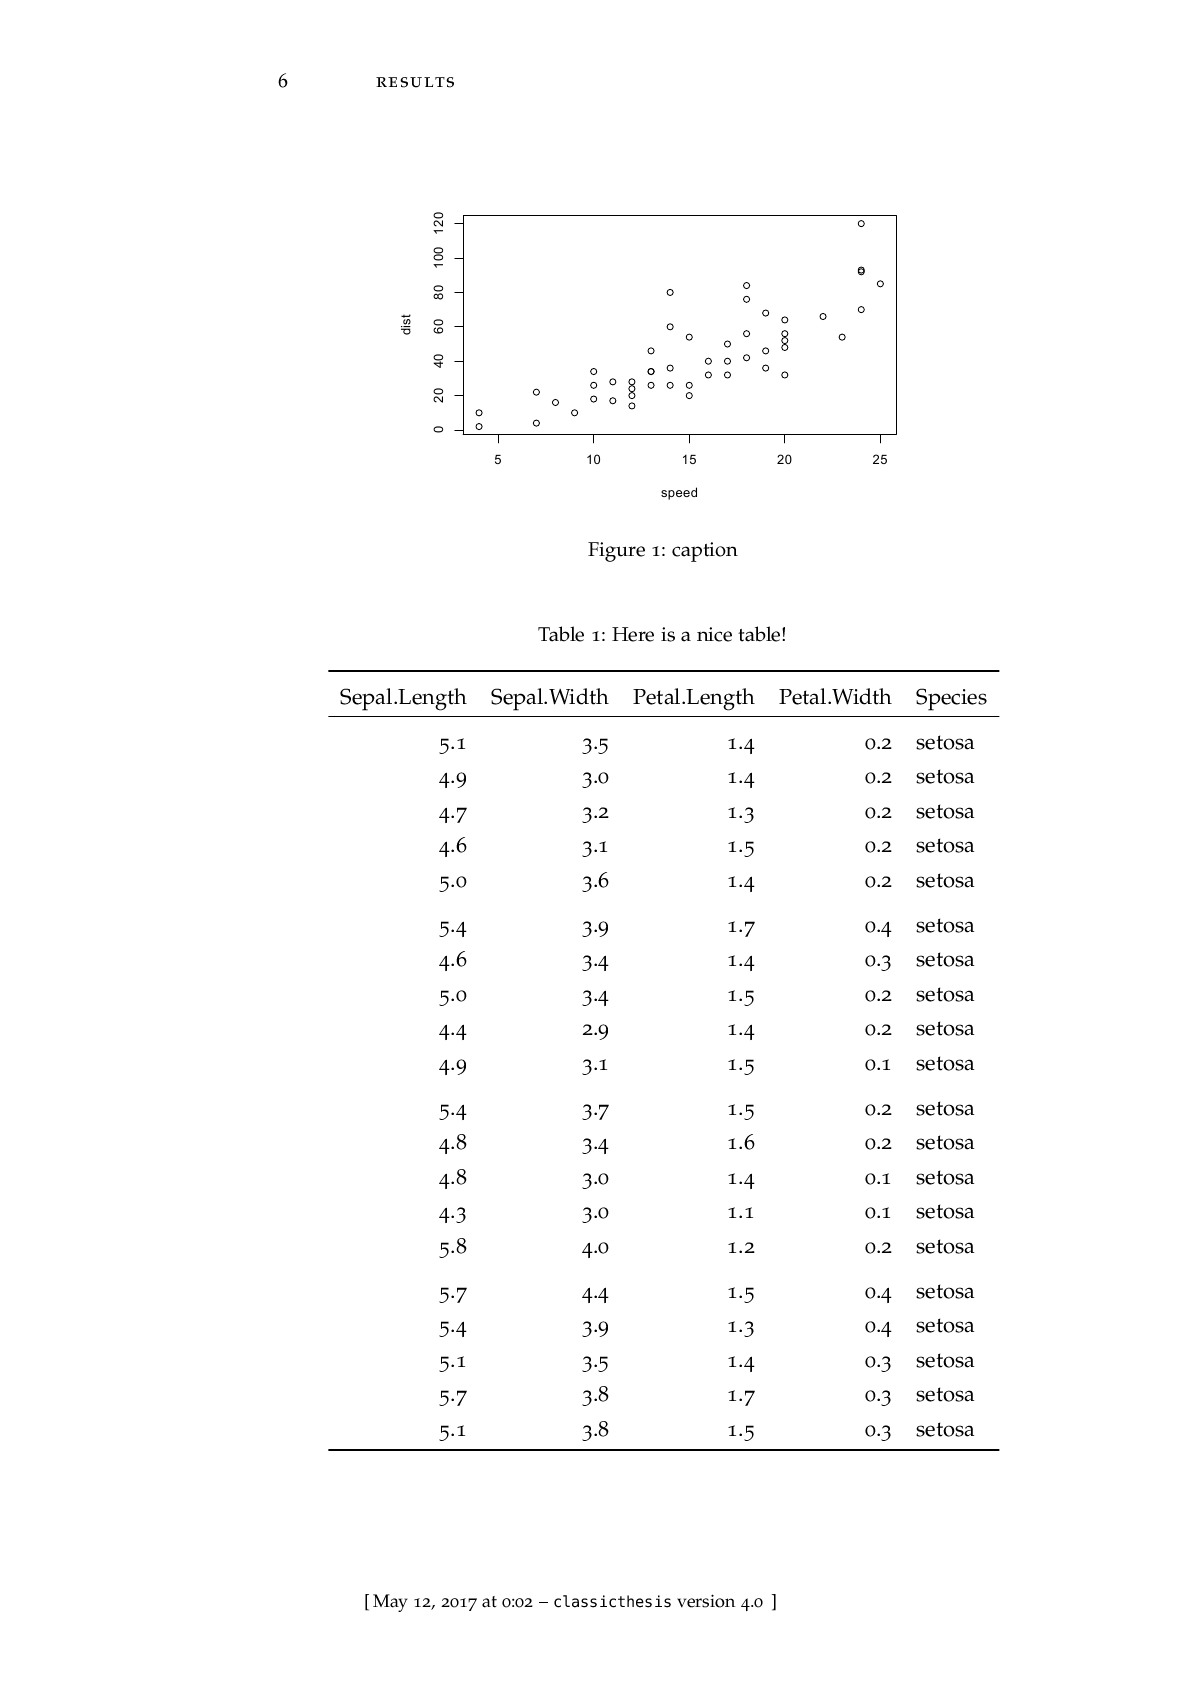 6 RESULTS
120
100
80
60
40
20
0
dist
5 10 15 20 25
speed
Figure 1: caption
Table 1: Here is a nice table!
Sepal.Length Sepal.Width Petal.Length Petal.Width Species
5.1 3.5 1.4 0.2 setosa
4.9 3.0 1.4 0.2 setosa
4.7 3.2 1.3 0.2 setosa
4.6 3.1 1.5 0.2 setosa
5.0 3.6 1.4 0.2 setosa
5.4 3.9 1.7 0.4 setosa
4.6 3.4 1.4 0.3 setosa
5.0 3.4 1.5 0.2 setosa
4.4 2.9 1.4 0.2 setosa
4.9 3.1 1.5 0.1 setosa
5.4 3.7 1.5 0.2 setosa
4.8 3.4 1.6 0.2 setosa
4.8 3.0 1.4 0.1 setosa
4.3 3.0 1.1 0.1 setosa
5.8 4.0 1.2 0.2 setosa
5.7 4.4 1.5 0.4 setosa
5.4 3.9 1.3 0.4 setosa
5.1 3.5 1.4 0.3 setosa
5.7 3.8 1.7 0.3 setosa
5.1 3.8 1.5 0.3 setosa
[ May 12, 2017 at 0:02 – classicthesis version 4.0 ]